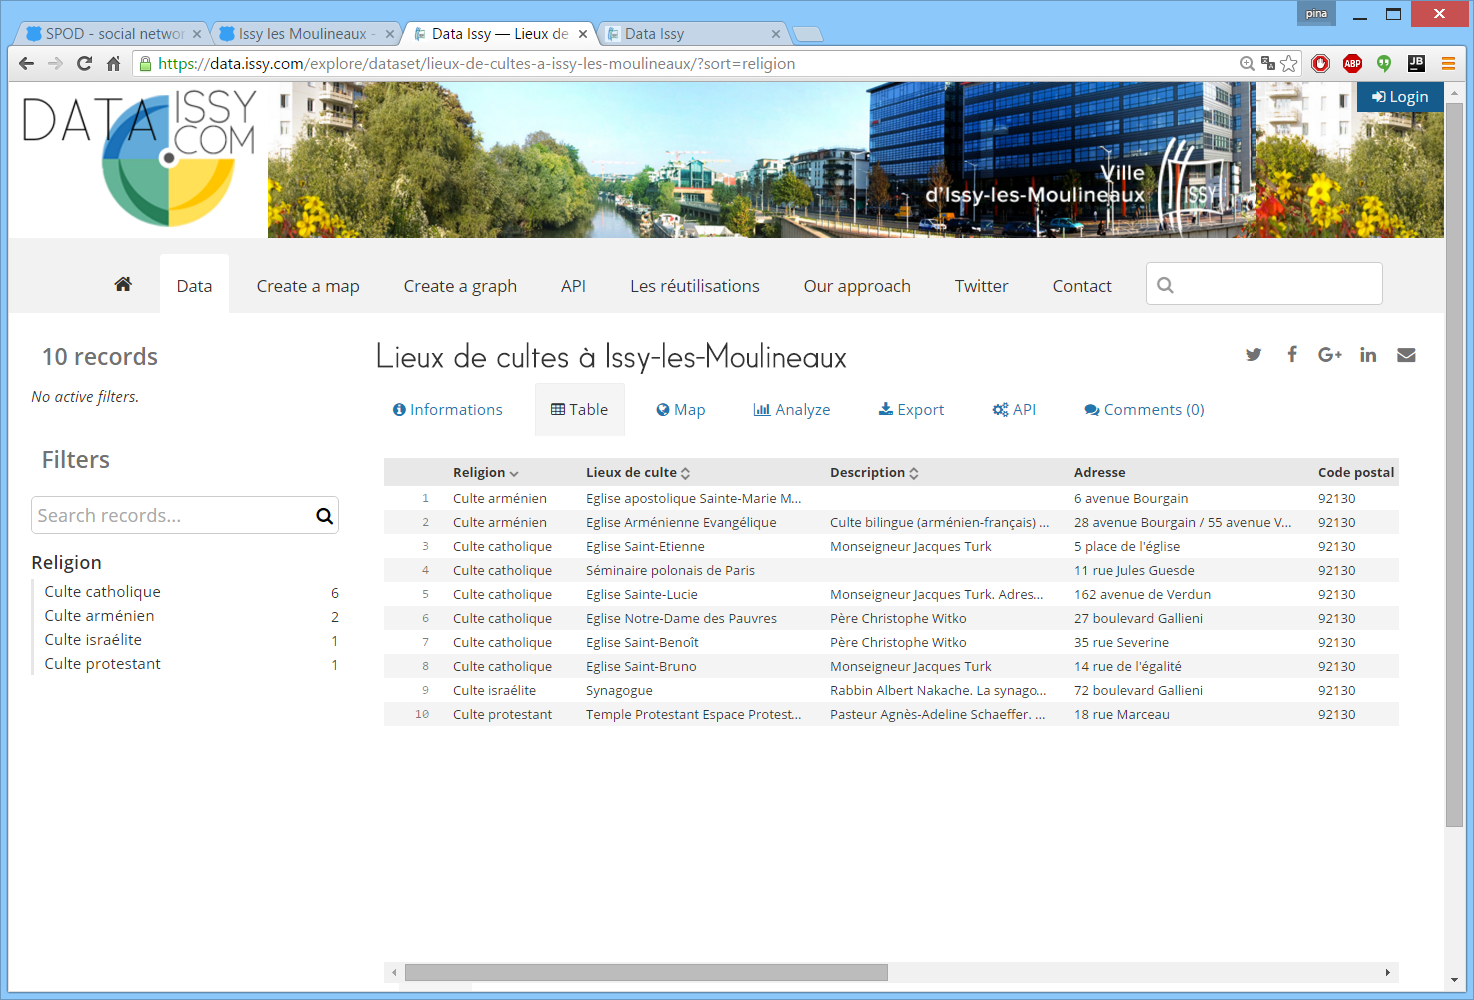 pina
SPOD - social networ
Issy les Moulineaux -
Data Issy — Lieux de
Data Issy
https://data.issy.com/explore/dataset/lieux-de-cultes-a-issy-les-moulineaux/?sort=religion
ABP
JB
DATA ISSY
COM
Login
Ville
d'Issy-les-Moulineaux
ISSY
Data
Create a map
Create a graph
API
Les réutilisations
Our approach
Twitter
Contact
10 records
No active filters.
Filters
Search records...
Religion
Culte catholique 6
Culte arménien 2
Culte israélite 1
Culte protestant 1
Lieux de cultes à Issy-les-Moulineaux
Informations
Table
Map
Analyze
Export
API
Comments (0)
Religion Lieux de culte Description Adresse Code postal
1 Culte arménien Eglise apostolique Sainte-Marie M... 6 avenue Bourgain 92130
2 Culte arménien Eglise Arménienne Evangélique Culte bilingue (arménien-français) ... 28 avenue Bourgain / 55 avenue V... 92130
3 Culte catholique Eglise Saint-Etienne Monseigneur Jacques Turk 5 place de l'église 92130
4 Culte catholique Séminaire polonais de Paris 11 rue Jules Guesde 92130
5 Culte catholique Eglise Sainte-Lucie Monseigneur Jacques Turk. Adres... 162 avenue de Verdun 92130
6 Culte catholique Eglise Notre-Dame des Pauvres Père Christophe Witko 27 boulevard Gallieni 92130
7 Culte catholique Eglise Saint-Benoît Père Christophe Witko 35 rue Severine 92130
8 Culte catholique Eglise Saint-Bruno Monseigneur Jacques Turk 14 rue de l'égalité 92130
9 Culte israélite Synagogue Rabbin Albert Nakache. La synago... 72 boulevard Gallieni 92130
10 Culte protestant Temple Protestant Espace Protest... Pasteur Agnès-Adeline Schaeffer. ... 18 rue Marceau 92130